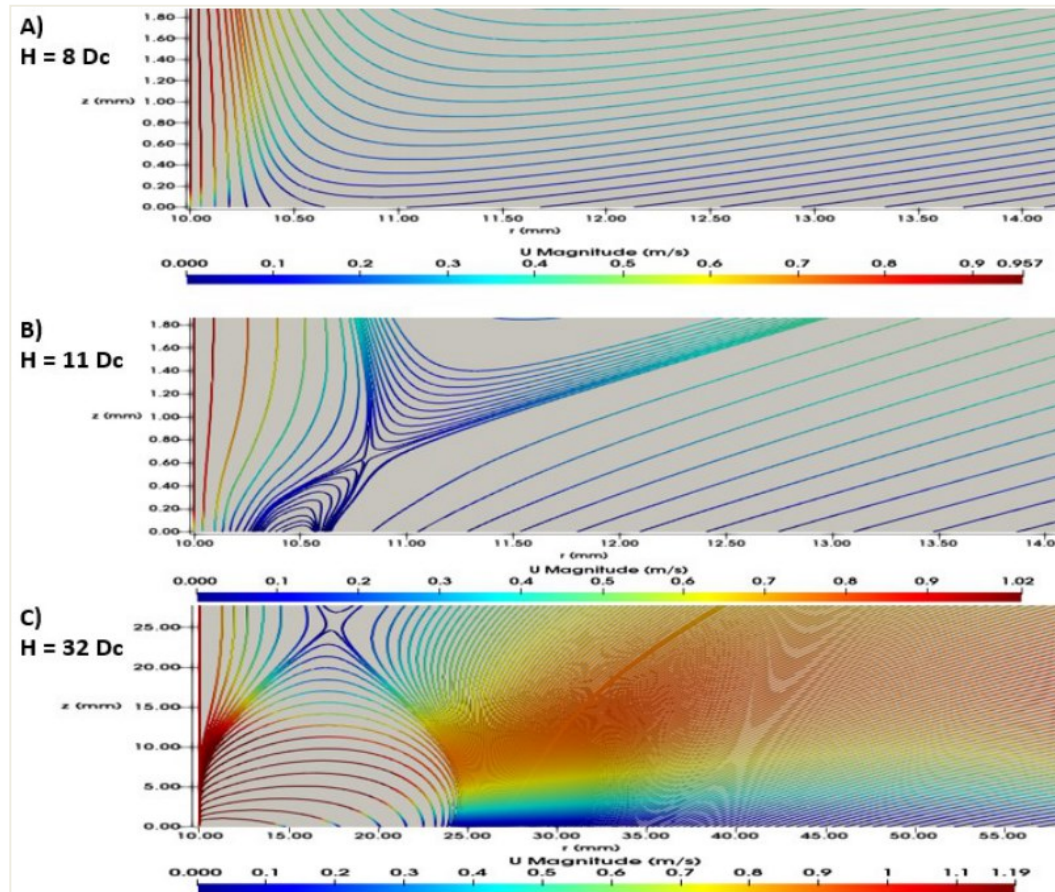 A)
H = 8 Dc
z (mm)
1.80
1.60
1.40
1.20
1.00
0.80
0.60
0.40
0.20
0.00
10.00 10.50 11.00 11.50 12.00 12.50 13.00 13.50 14.00
r (mm)
U Magnitude (m/s)
0.000 0.1 0.2 0.3 0.4 0.5 0.6 0.7 0.8 0.9 0.957
B)
H = 11 Dc
z (mm)
1.80
1.60
1.40
1.20
1.00
0.80
0.60
0.40
0.20
0.00
10.00 10.50 11.00 11.50 12.00 12.50 13.00 13.50 14.0
r (mm)
U Magnitude (m/s)
0.000 0.1 0.2 0.3 0.4 0.5 0.6 0.7 0.8 0.9 1.02
C)
H = 32 Dc
z (mm)
25.00
20.00
15.00
10.00
5.00
0.00
10.00 15.00 20.00 25.00 30.00 35.00 40.00 45.00 50.00 55.00
r (mm)
U Magnitude (m/s)
0.000 0.1 0.2 0.3 0.4 0.5 0.6 0.7 0.8 0.9 1 1.1 1.19